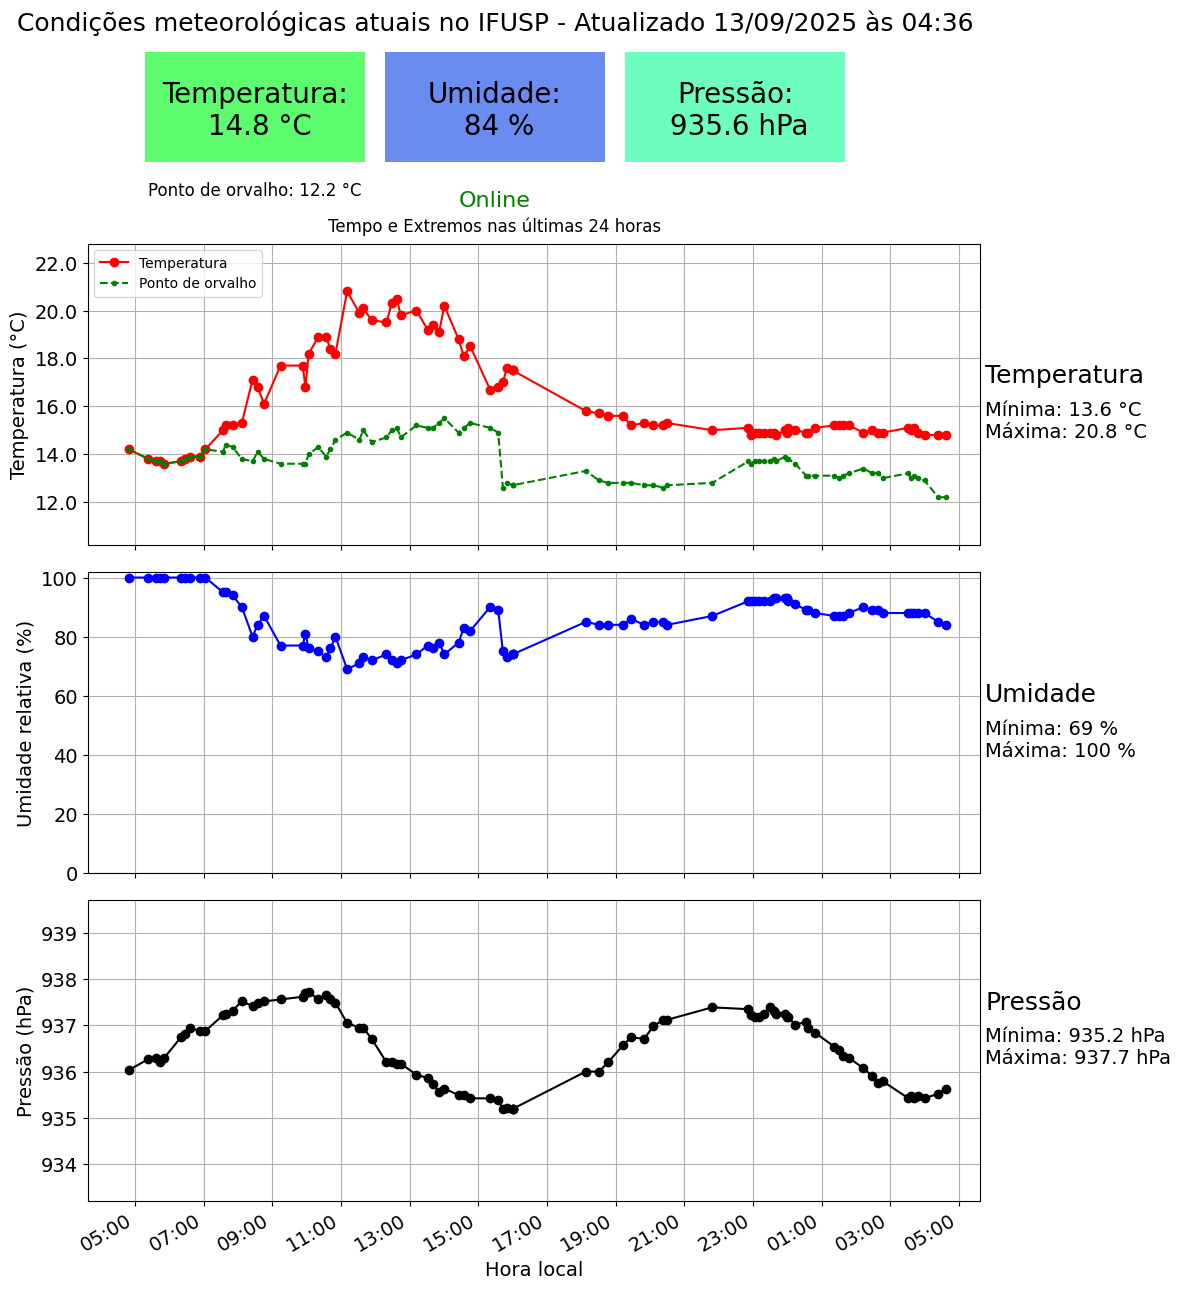 Condições meteorológicas atuais no IFUSP - Atualizado 13/09/2025 às 04:36
Temperatura:
14.8 °C
Umidade:
84 %
Pressão:
935.6 hPa
Ponto de orvalho: 12.2 °C
Online
Tempo e Extremos nas últimas 24 horas
Temperatura
Ponto de orvalho
Temperatura (°C)
22.0
20.0
18.0
16.0
14.0
12.0
Temperatura
Mínima: 13.6 °C
Máxima: 20.8 °C
Umidade relativa (%)
100
80
60
40
20
0
Umidade
Mínima: 69 %
Máxima: 100 %
Pressão (hPa)
939
938
937
936
935
934
Pressão
Mínima: 935.2 hPa
Máxima: 937.7 hPa
05:00 07:00 09:00 11:00 13:00 15:00 17:00 19:00 21:00 23:00 01:00 03:00 05:00
Hora local